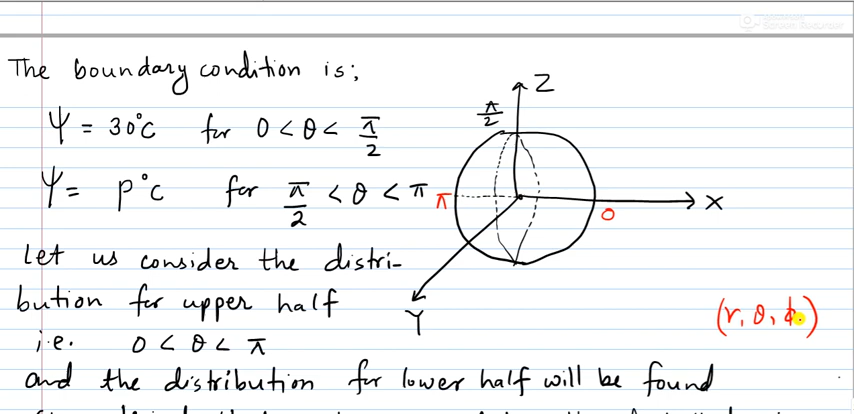 The boundary condition is;
Ψ = 30°C for 0 < θ < π/2
Ψ = P°C for π/2 < θ < π
Let us consider the distri-
bution for upper half
i.e. 0 < θ < π
and the distribution for lower half will be found
Z
π/2
π
0
X
Y
(r, θ, ϕ)